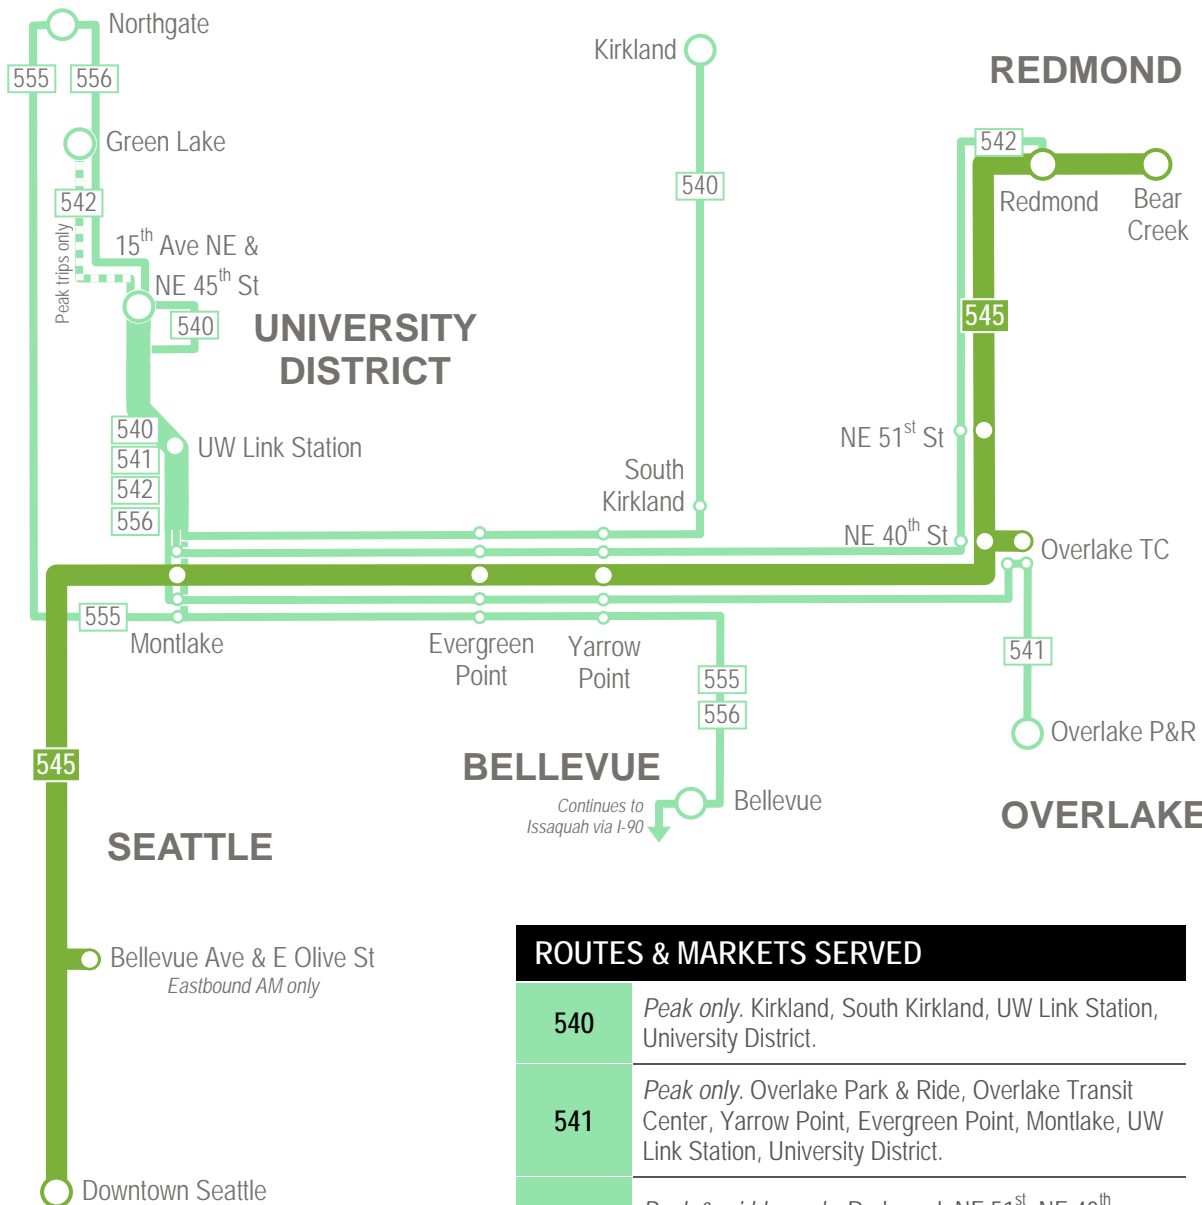 Northgate
Kirkland
REDMOND
555
556
Green Lake
542
540
542
Redmond
Bear
Creek
Peak trips only
15th Ave NE &
NE 45th St
540
UNIVERSITY
DISTRICT
545
540
541
542
556
UW Link Station
NE 51st St
South
Kirkland
NE 40th St
Overlake TC
555
Montlake
Evergreen
Point
Yarrow
Point
541
555
556
545
BELLEVUE
Continues to
Issaquah via I-90
Bellevue
Overlake P&R
OVERLAKE
SEATTLE
Bellevue Ave & E Olive St
Eastbound AM only
Downtown Seattle
ROUTES & MARKETS SERVED
540
Peak only. Kirkland, South Kirkland, UW Link Station,
University District.
541
Peak only. Overlake Park & Ride, Overlake Transit
Center, Yarrow Point, Evergreen Point, Montlake, UW
Link Station, University District.